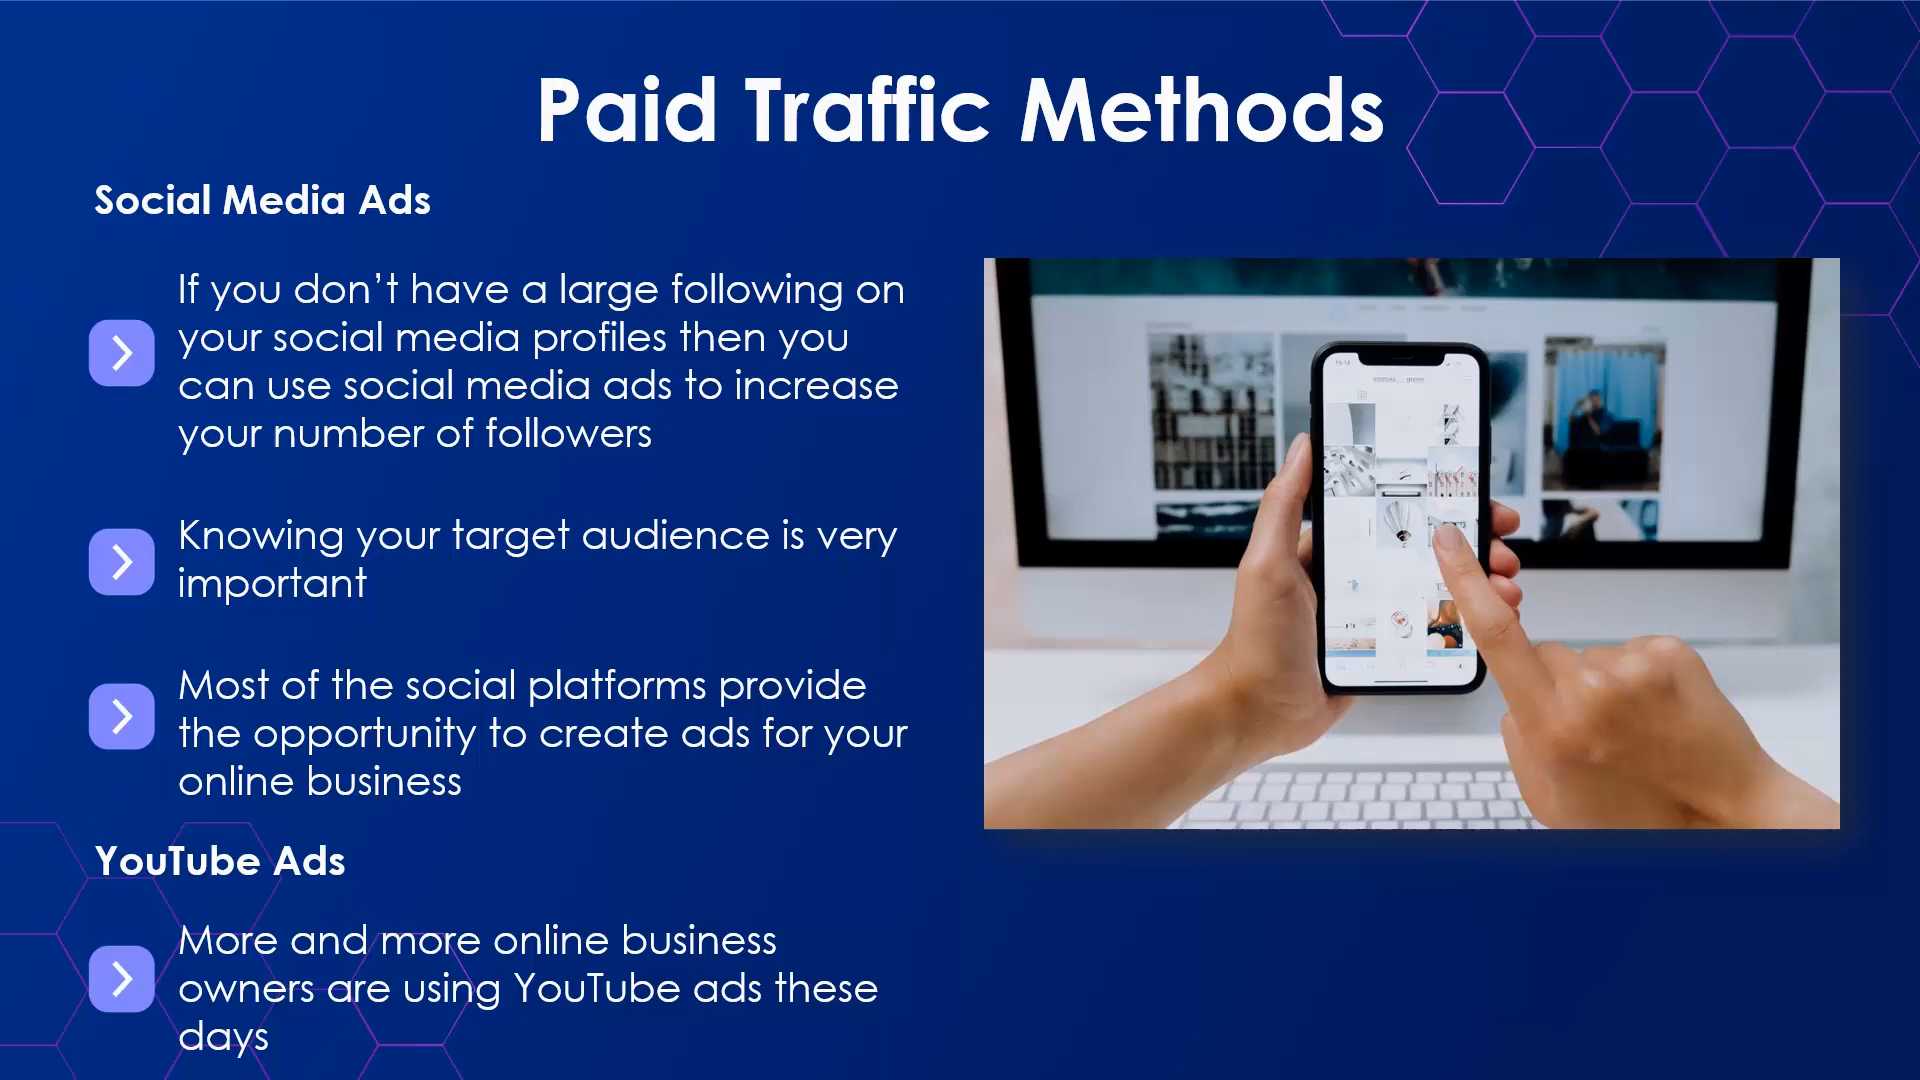 Paid Traffic Methods
Social Media Ads
If you don’t have a large following on
your social media profiles then you
can use social media ads to increase
your number of followers
Knowing your target audience is very
important
Most of the social platforms provide
the opportunity to create ads for your
online business
YouTube Ads
More and more online business
owners are using YouTube ads these
days